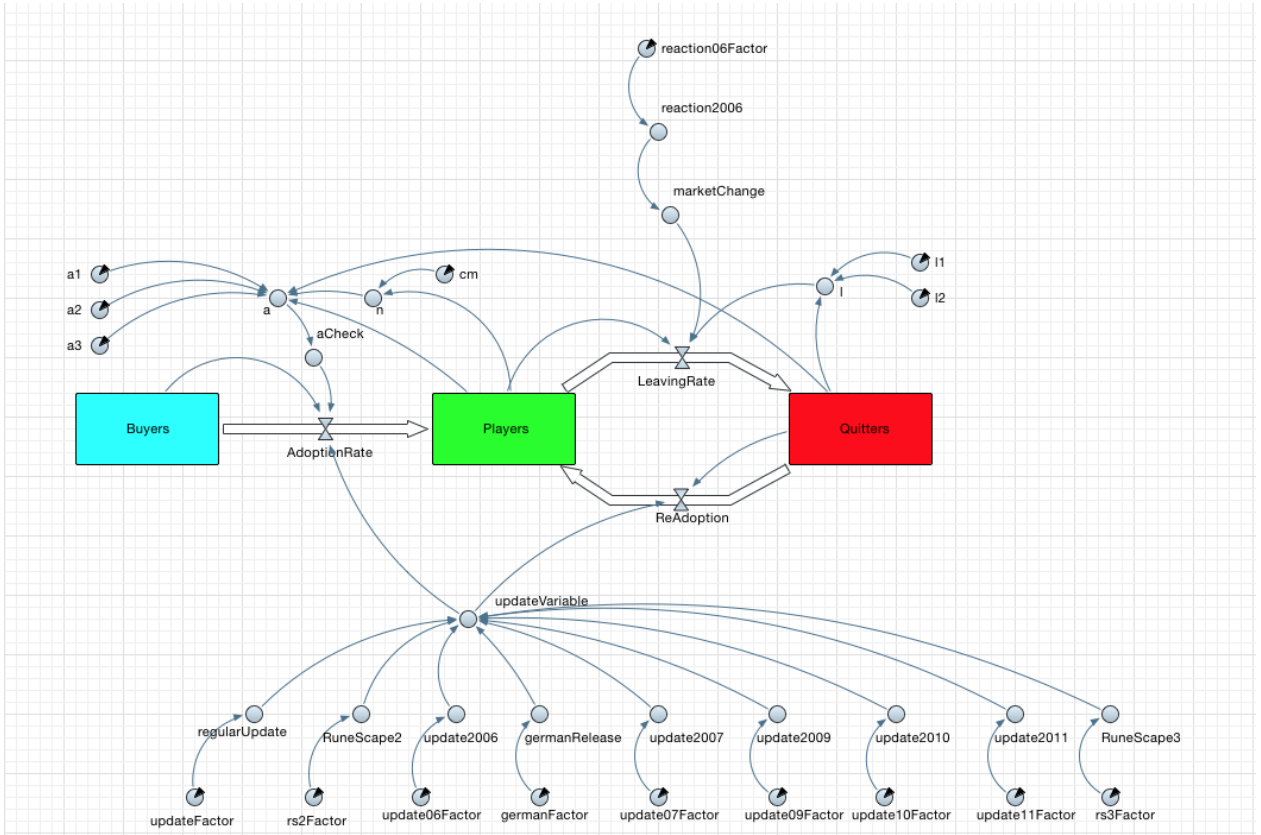 reaction06Factor
reaction2006
marketChange
a1
cm
l1
a2
a
n
l
l2
a3
aCheck
LeavingRate
Buyers
Players
Quitters
AdoptionRate
ReAdoption
updateVariable
regularUpdate
RuneScape2
update2006
germanRelease
update2007
update2009
update2010
update2011
RuneScape3
updateFactor
rs2Factor
update06Factor
germanFactor
update07Factor
update09Factor
update10Factor
update11Factor
rs3Factor